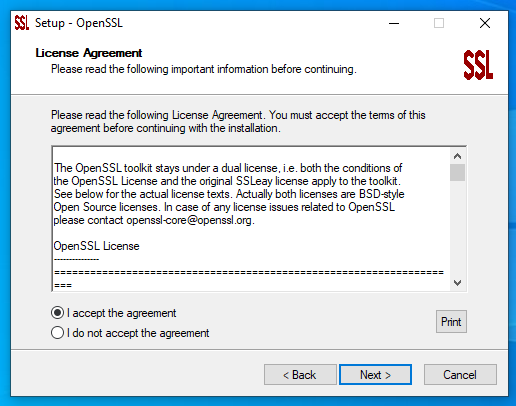 SSL Setup - OpenSSL
License Agreement
Please read the following important information before continuing.
SSL
Please read the following License Agreement. You must accept the terms of this
agreement before continuing with the installation.
The OpenSSL toolkit stays under a dual license, i.e. both the conditions of
the OpenSSL License and the original SSLeay license apply to the toolkit.
See below for the actual license texts. Actually both licenses are BSD-style
Open Source licenses. In case of any license issues related to OpenSSL
please contact openssl-core@openssl.org.
OpenSSL License
---------------
====================================================================
===
I accept the agreement
I do not accept the agreement
Print
< Back
Next >
Cancel